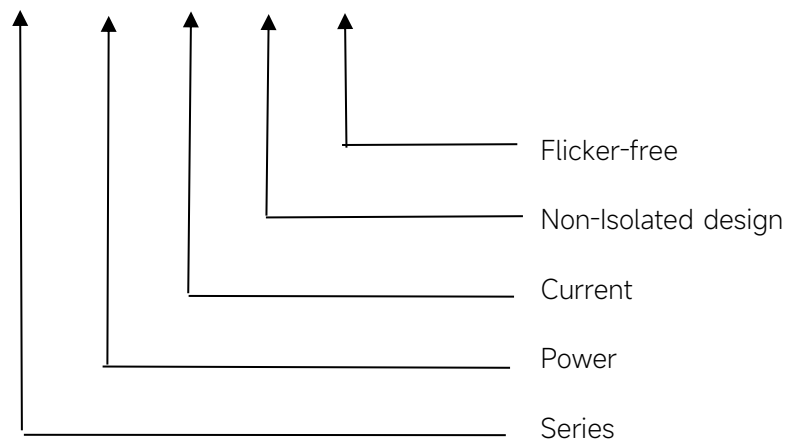 Flicker-free
Non-Isolated design
Current
Power
Series